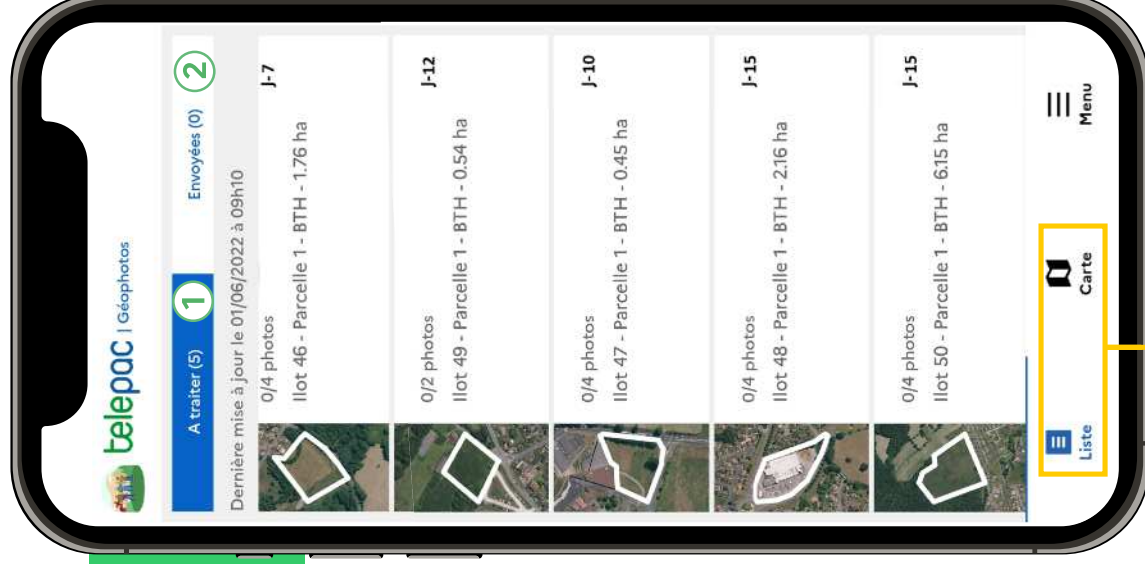 telepac | Géophotos
A traiter (5) 1 Envoyées (0) 2
Dernière mise à jour le 01/06/2022 à 09h10
0/4 photos J-7
Ilot 46 - Parcelle 1 - BTH - 1.76 ha
0/2 photos J-12
Ilot 49 - Parcelle 1 - BTH - 0.54 ha
0/4 photos J-10
Ilot 47 - Parcelle 1 - BTH - 0.45 ha
0/4 photos J-15
Ilot 48 - Parcelle 1 - BTH - 2.16 ha
0/4 photos J-15
Ilot 50 - Parcelle 1 - BTH - 6.15 ha
Liste Carte Menu